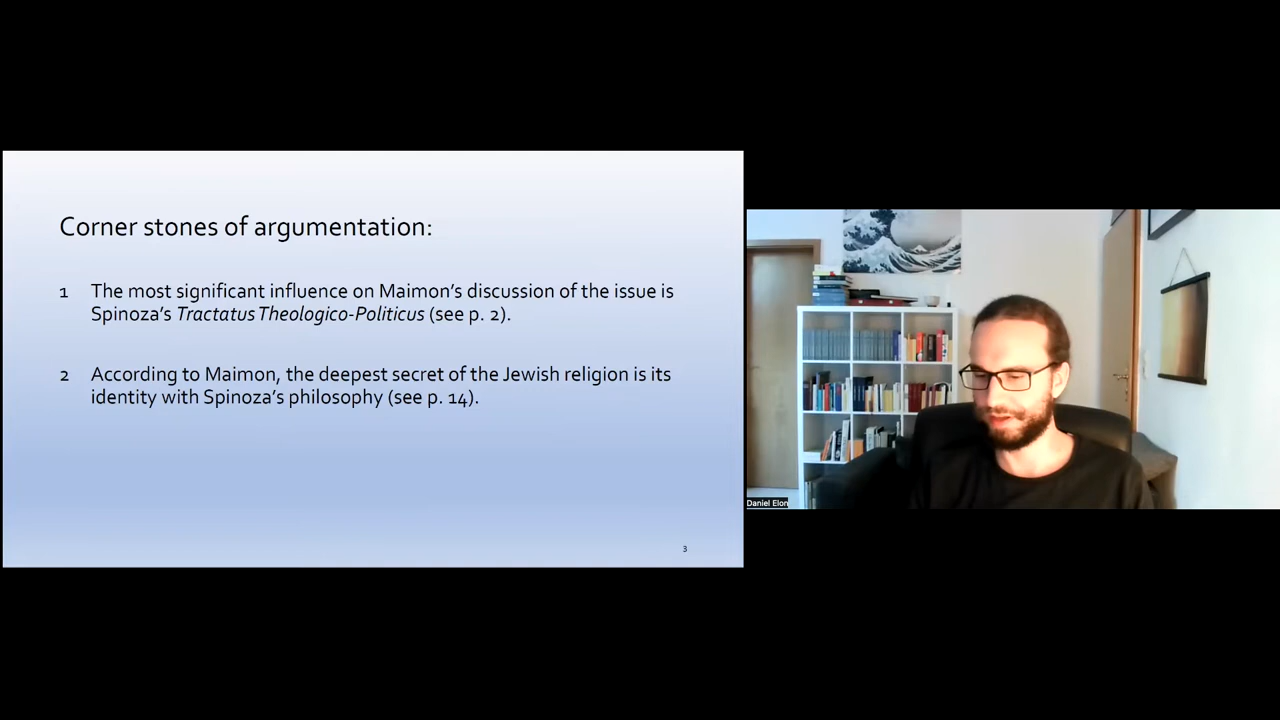 Corner stones of argumentation:
1 The most significant influence on Maimon's discussion of the issue is
Spinoza's Tractatus Theologico-Politicus (see p. 2).
2 According to Maimon, the deepest secret of the Jewish religion is its
identity with Spinoza's philosophy (see p. 14).
3
Daniel Elon